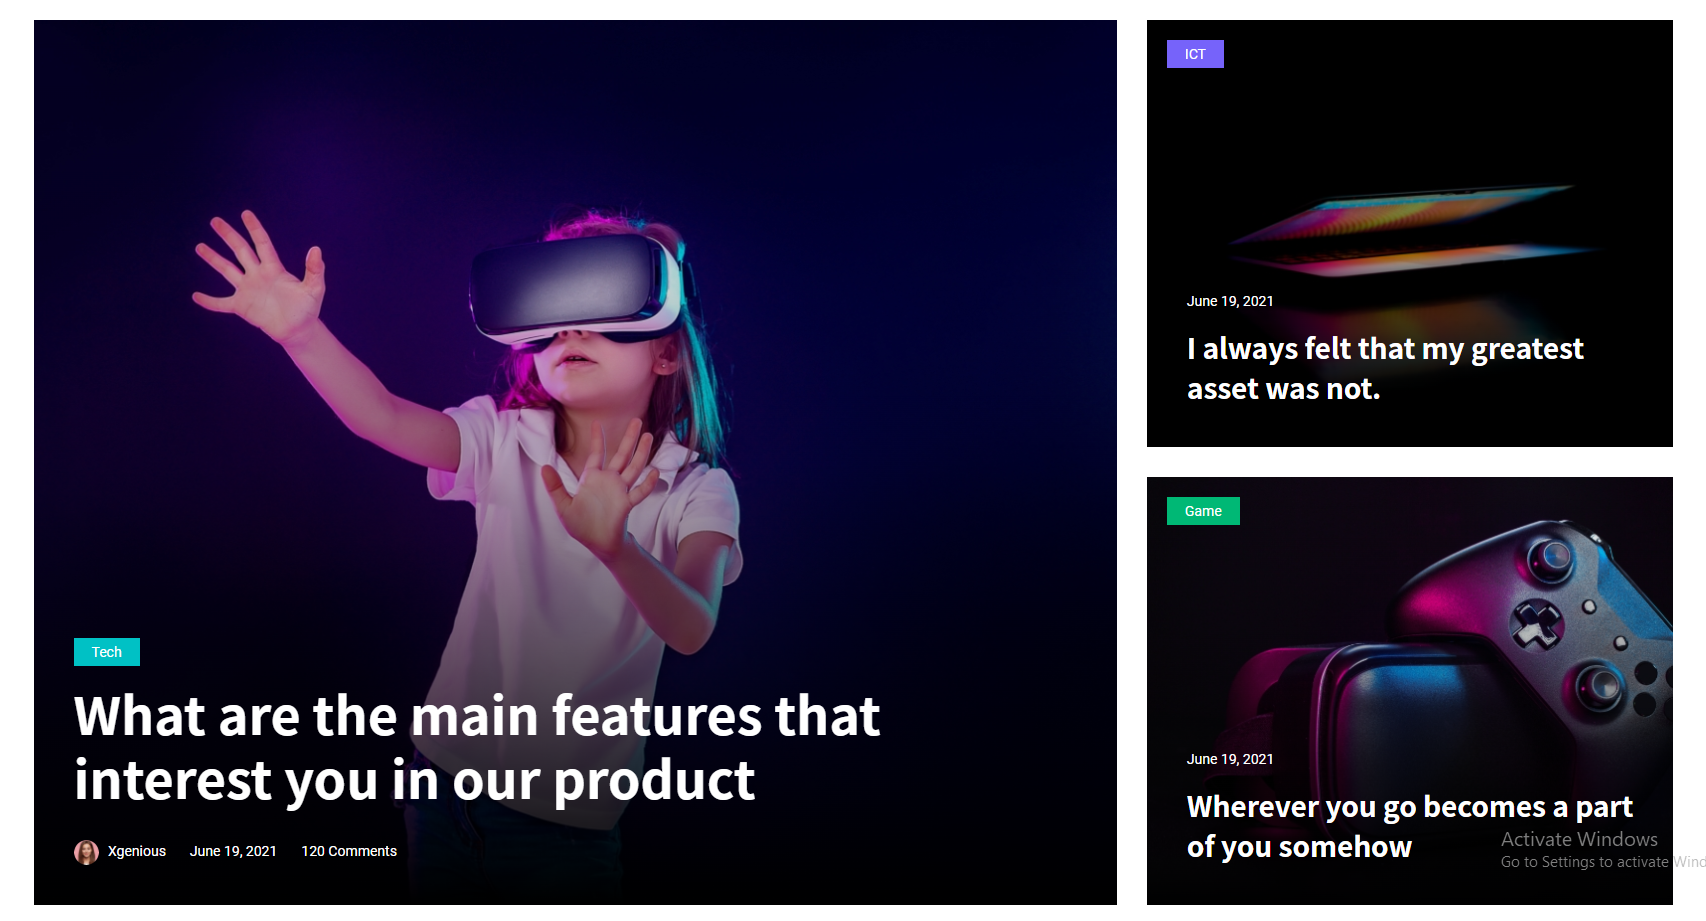 Tech
What are the main features that
interest you in our product
Xgenious June 19, 2021 120 Comments
ICT
June 19, 2021
I always felt that my greatest
asset was not.
Game
June 19, 2021
Wherever you go becomes a part
of you somehow
Activate Windows
Go to Settings to activate Wind